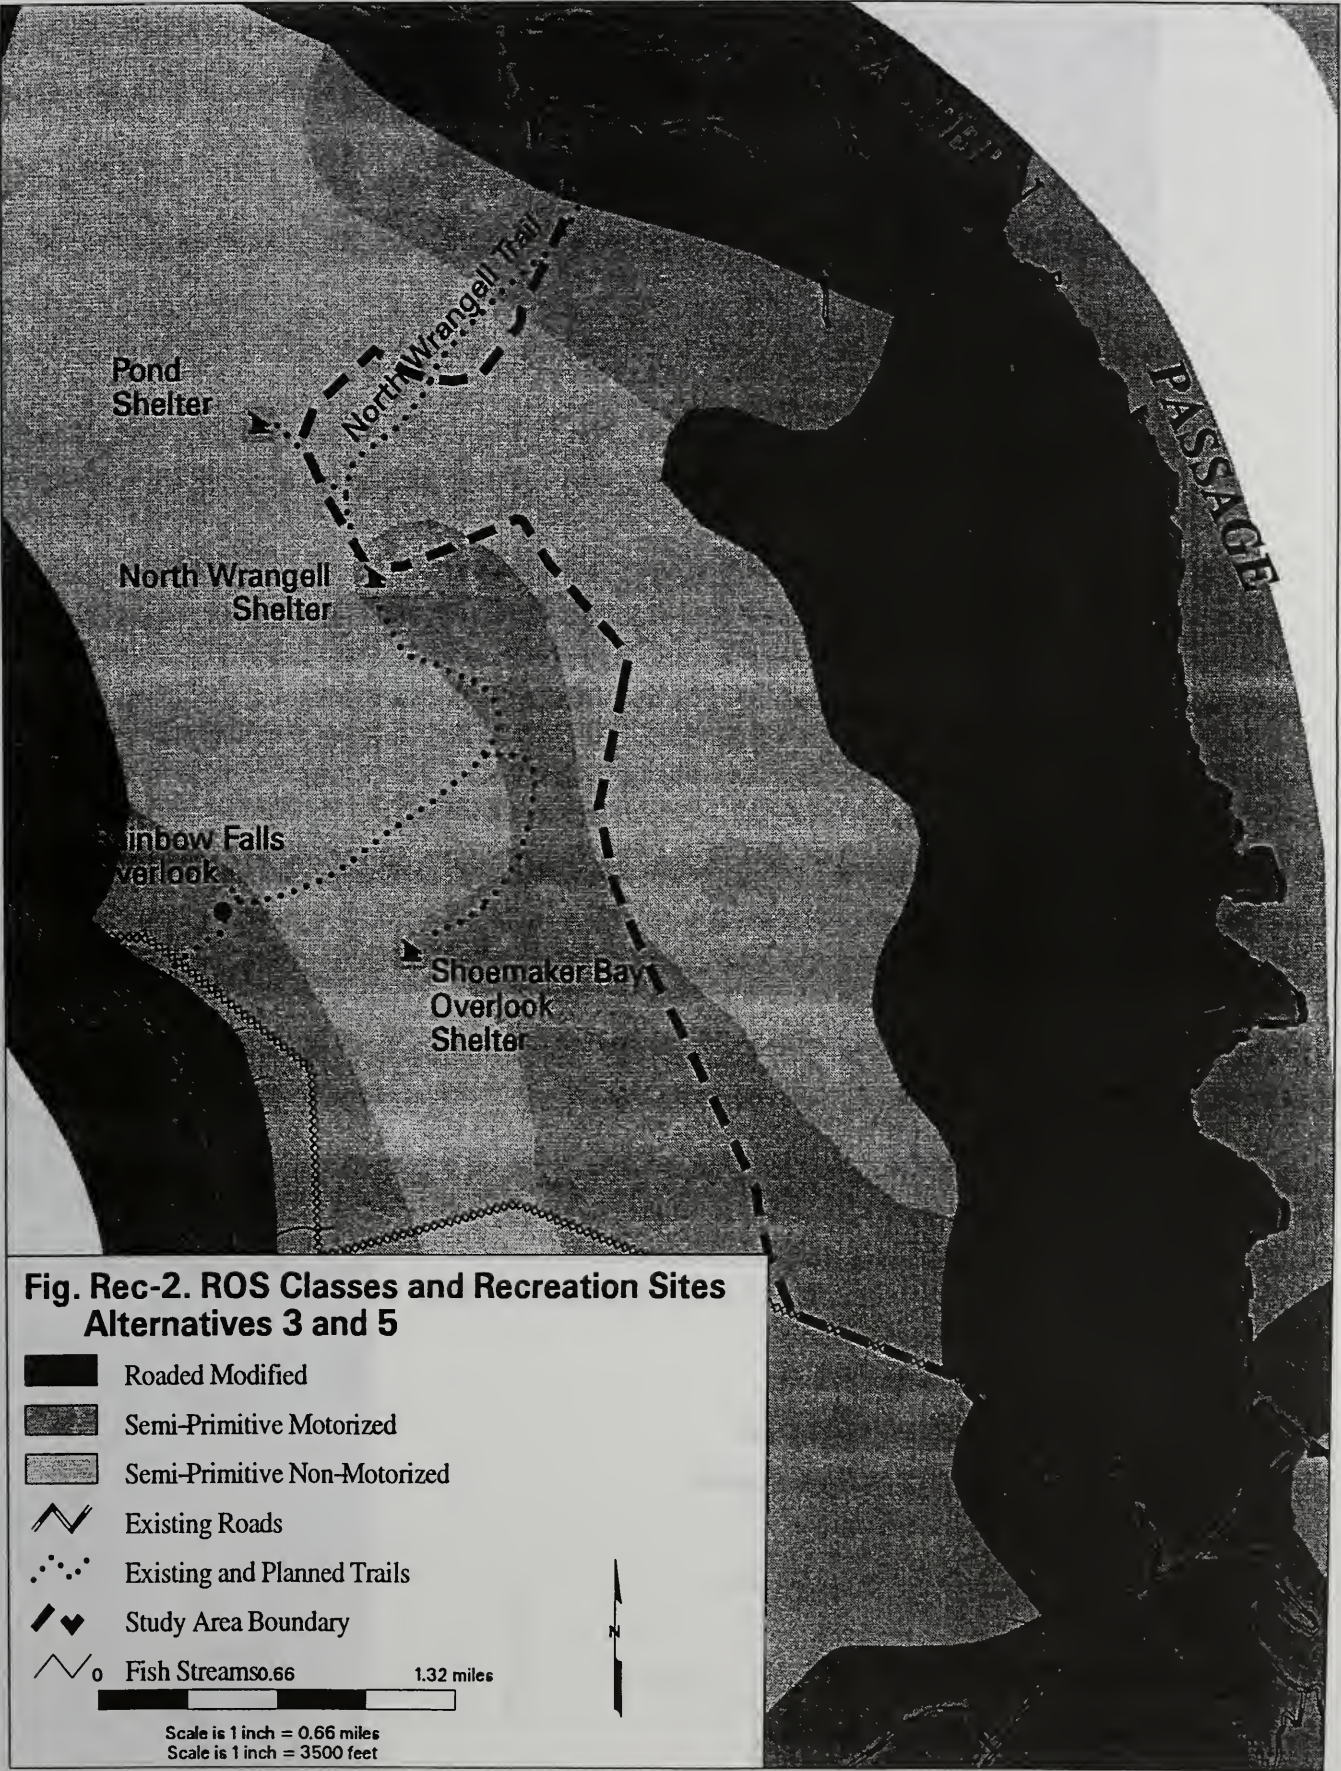 PASSAGE
North Wrangell Trail
Pond
Shelter
North Wrangell
Shelter
inbow Falls
verlook
Shoemaker Bay
Overlook
Shelter
Fig. Rec-2. ROS Classes and Recreation Sites
Alternatives 3 and 5
Roaded Modified
Semi-Primitive Motorized
Semi-Primitive Non-Motorized
Existing Roads
Existing and Planned Trails
Study Area Boundary
Fish Streams
0 0.66 1.32 miles
N
Scale is 1 inch = 0.66 miles
Scale is 1 inch = 3500 feet